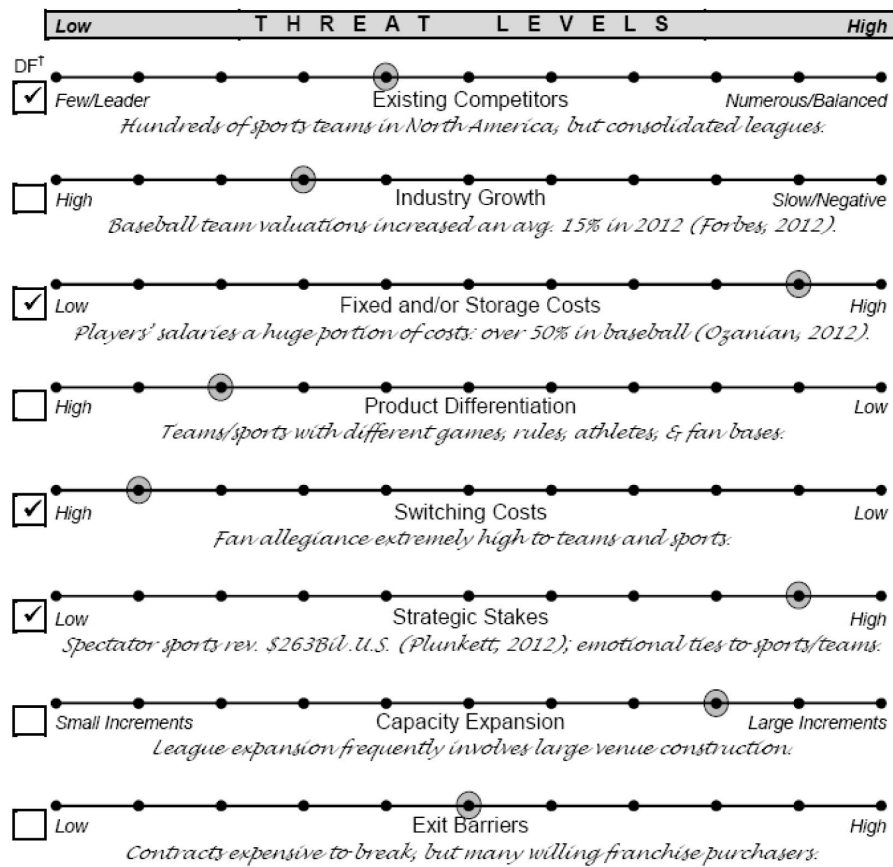 Low THREAT LEVELS High
DF†
Few/Leader Existing Competitors Numerous/Balanced
Hundreds of sports teams in North America, but consolidated leagues.
High Industry Growth Slow/Negative
Baseball team valuations increased an avg. 15% in 2012 (Forbes, 2012).
Low Fixed and/or Storage Costs High
Players' salaries a huge portion of costs: over 50% in baseball (Ozanian, 2012).
High Product Differentiation Low
Teams/sports with different games, rules, athletes, & fan bases.
High Switching Costs Low
Fan allegiance extremely high to teams and sports.
Low Strategic Stakes High
Spectator sports rev. $263Bil.U.S. (Plunkett, 2012); emotional ties to sports/teams.
Small Increments Capacity Expansion Large Increments
League expansion frequently involves large venue construction.
Low Exit Barriers High
Contracts expensive to break, but many willing franchise purchasers.